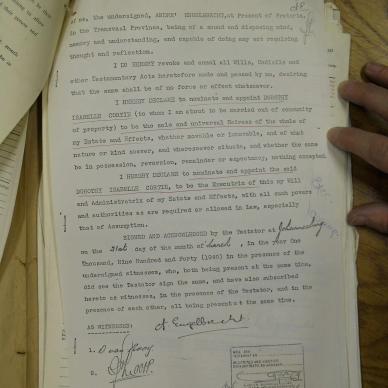 of me, the undersigned, ANDRE' ENGELBRECHT, at Present of Pretoria,
in the Transvaal Province, being of a sound and disposing mind,
memory and understanding, and capable of doing any act requiring
thought and reflection.
I DO HEREBY revoke and annul all Wills, Codicils and
other Testamentary Acts heretofore made and passed by me, desiring
that the same shall be of no force or effect whatsoever.
I HEREBY DECLARE to nominate and appoint DOROTHY
ISABELLE CORTIE, (to whom I am about to be married out of community
of property) to be the sole and universal Heiress of the whole of
my Estate and Effects, whether movable or immovable, and of what
nature or kind soever, and wheresoever situate, and whether the same
be in possession, reversion, remainder or expectancy, nothing excepted.
I HEREBY DECLARE to nominate and appoint the said
DOROTHY ISABELLE CORTIE, to be the Executrix of this my Will
and Administratrix of my Estate and Effects, with all such powers
and authorities as are required or allowed in Law, especially
that of Assumption.
SIGNED AND ACKNOWLEDGED by the Testator at Johannesburg
on the 21st day of the month of March, in the Year One
Thousand, Nine Hundred and Forty (1940) in the presence of the
undersigned witnesses, who, both being present at the same time,
did see the Testator sign the same, and have also subscribed
hereto as witnesses, in the presence of the Testator, and in the
presence of each other, all being present at the same time.
AS WITNESSES:
A Engelbrecht.
1.
2.